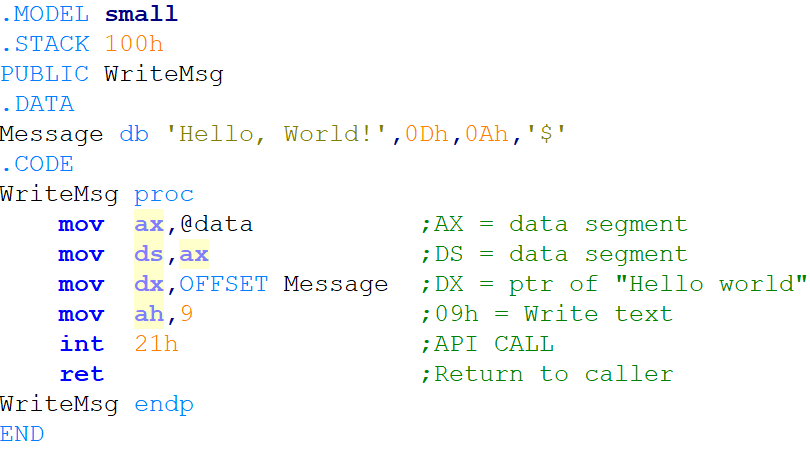 .MODEL small
.STACK 100h
PUBLIC WriteMsg
.DATA
Message db 'Hello, World!',0Dh,0Ah,'$'
.CODE
WriteMsg proc
    mov  ax,@data           ;AX = data segment
    mov  ds,ax              ;DS = data segment
    mov  dx,OFFSET Message  ;DX = ptr of "Hello world"
    mov  ah,9               ;09h = Write text
    int  21h                ;API CALL
    ret                     ;Return to caller
WriteMsg endp
END